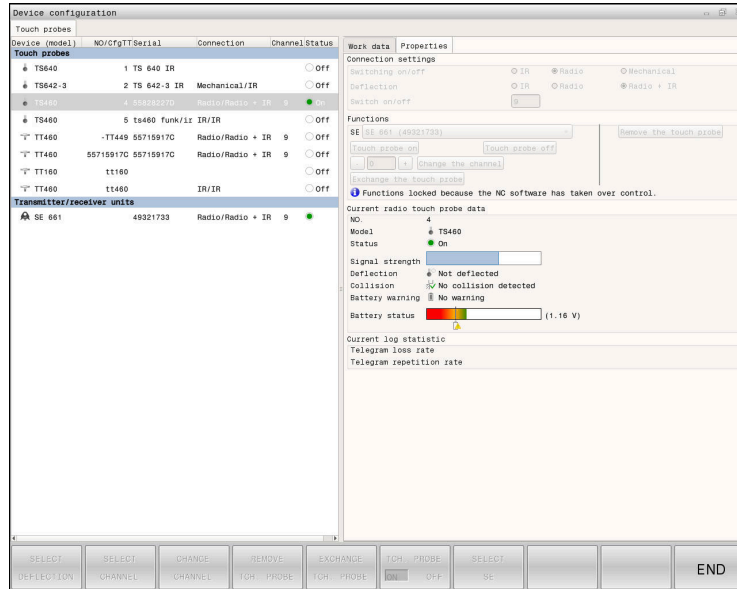 Device configuration
Touch probes
Device (model) NO/CfgTT Serial Connection Channel Status
Touch probes
TS640 1 TS 640 IR Off
TS642-3 2 TS 642-3 IR Mechanical/IR Off
TS460 4 Radio/Radio + IR 9 On
TS460 5 ts460 funk/ir IR/IR Off
TT460 -TT449 55715917C Radio/Radio + IR 9 Off
TT460 55715917C 55715917C Radio/Radio + IR 9 Off
TT160 tt160 Off
TT460 tt460 IR/IR Off
Transmitter/receiver units
SE 661 49321733 Radio/Radio + IR 9
Work data Properties
Connection settings
Switching on/off IR Radio Mechanical
Deflection IR Radio Radio + IR
Switch on/off
Functions
SE SE 661 (49321733) Remove the touch probe
Touch probe on Touch probe off
- 0 + Change the channel
Exchange the touch probe
Functions locked because the NC software has taken over control.
Current radio touch probe data
NO. 4
Model TS460
Status On
Signal strength
Deflection Not deflected
Collision No collision detected
Battery warning No warning
Battery status (1.16 V)
Current log statistic
Telegram loss rate
Telegram repetition rate
SELECT DEFLECTION
SELECT CHANNEL
CHANGE CHANNEL
REMOVE TCH. PROBE
EXCHANGE TCH. PROBE
TCH. PROBE ON OFF
SELECT SE
END